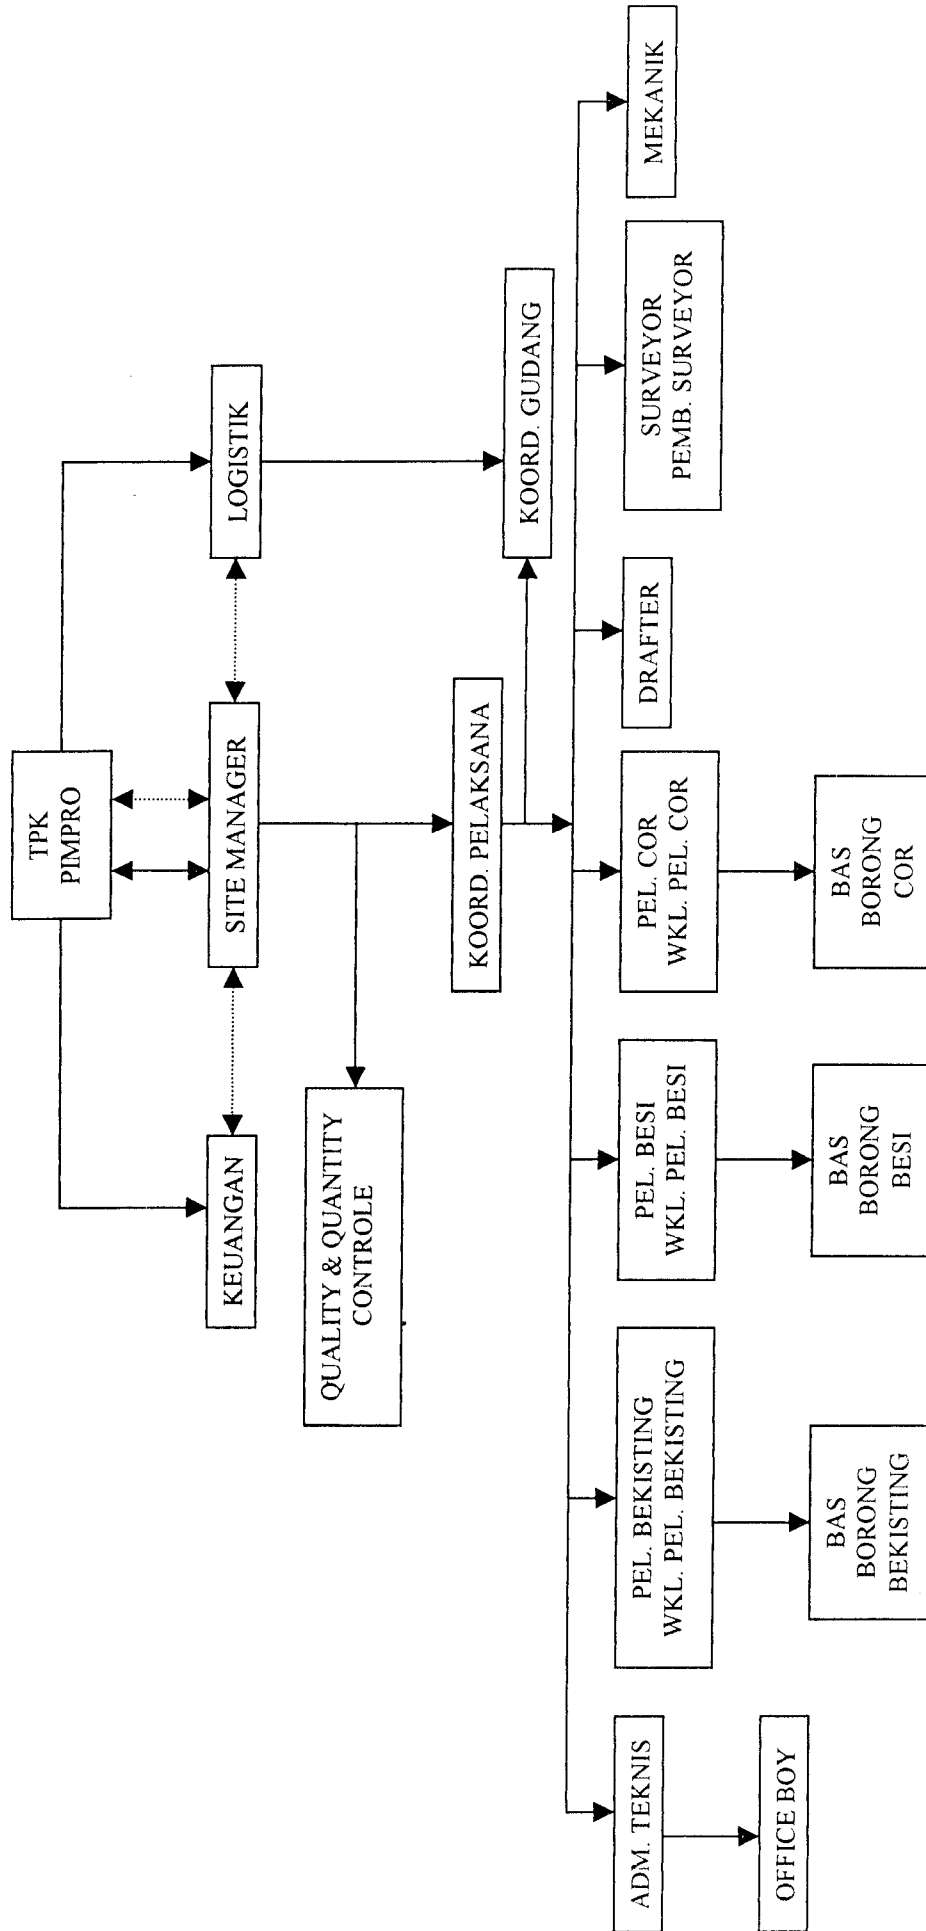 TPK
PIMPRO
KEUANGAN
SITE MANAGER
LOGISTIK
QUALITY & QUANTITY
CONTROLE
KOORD. PELAKSANA
KOORD. GUDANG
ADM. TEKNIS
PEL. BEKISTING
WKL. PEL. BEKISTING
PEL. BESI
WKL. PEL. BESI
PEL. COR
WKL. PEL. COR
DRAFTER
SURVEYOR
PEMB. SURVEYOR
MEKANIK
OFFICE BOY
BAS
BORONG
BEKISTING
BAS
BORONG
BESI
BAS
BORONG
COR